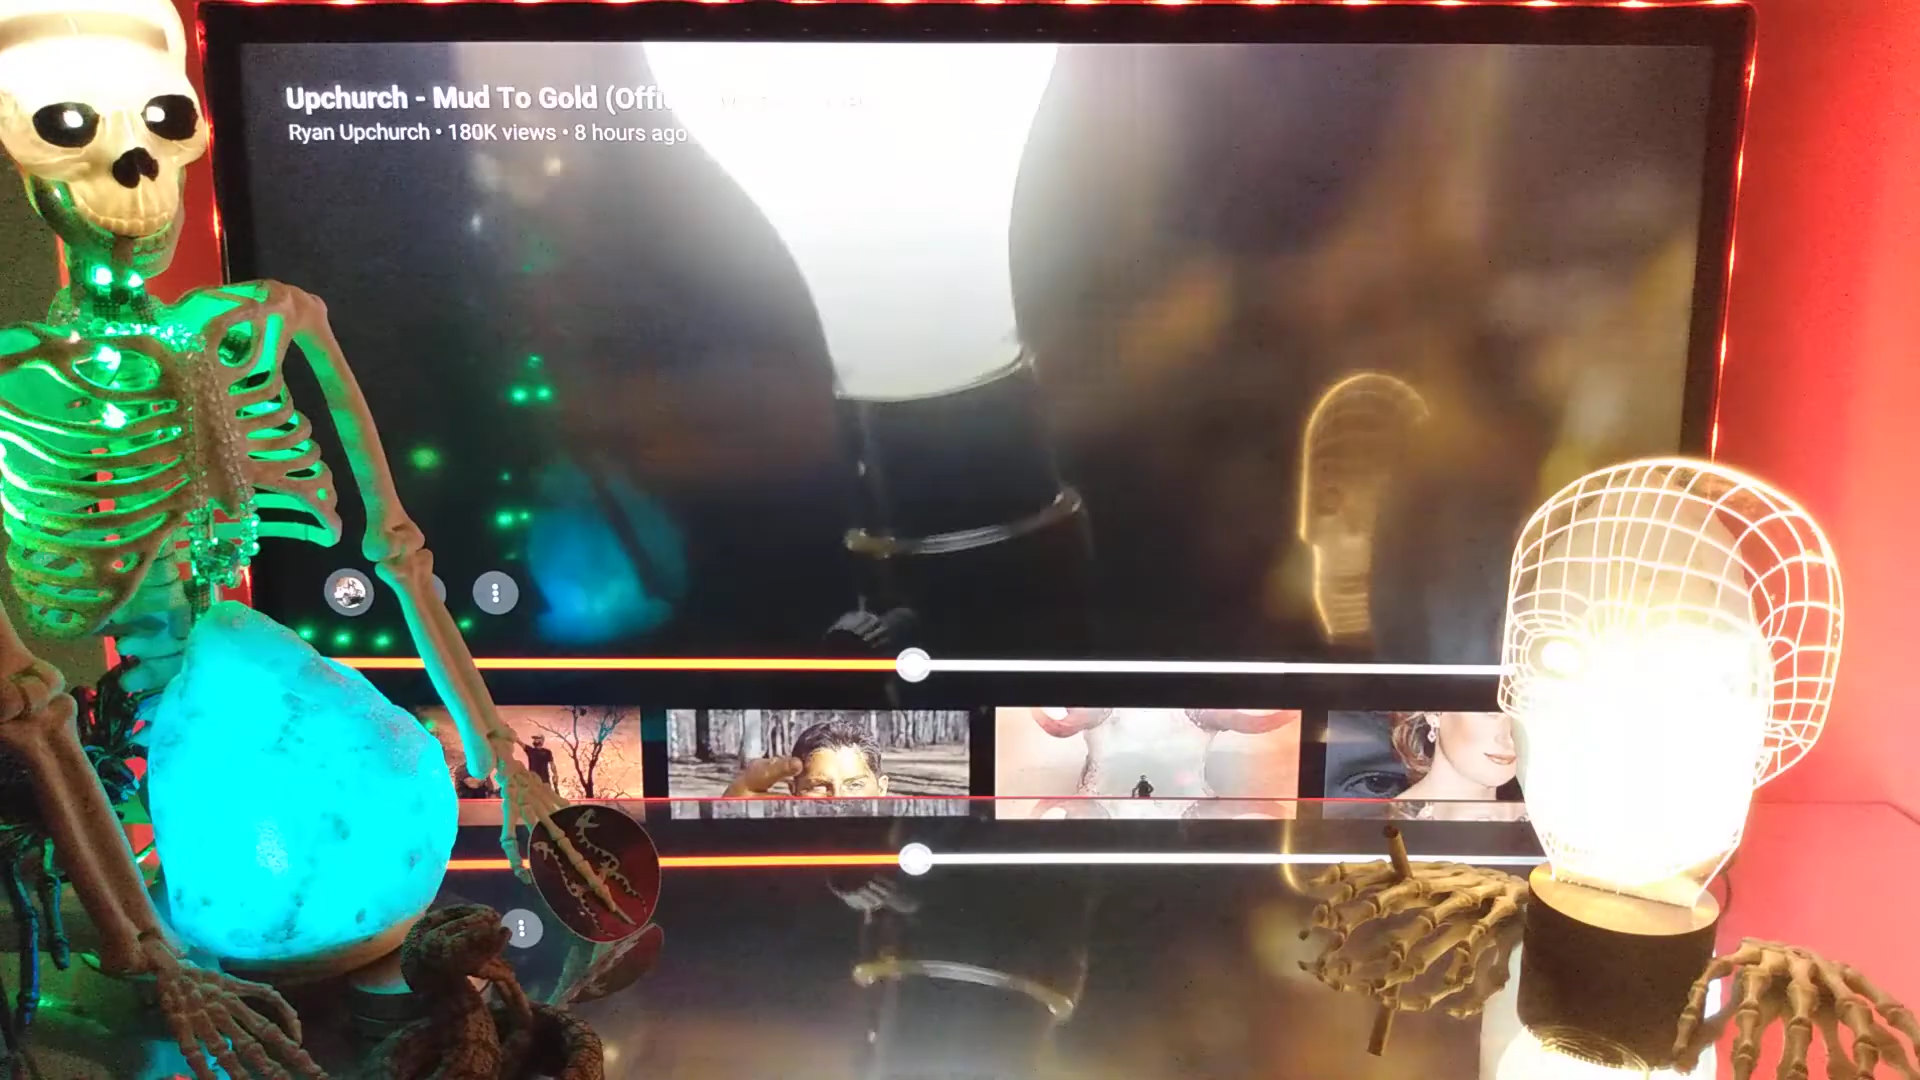 Upchurch - Mud To Gold (Offi
Ryan Upchurch • 180K views • 8 hours ago